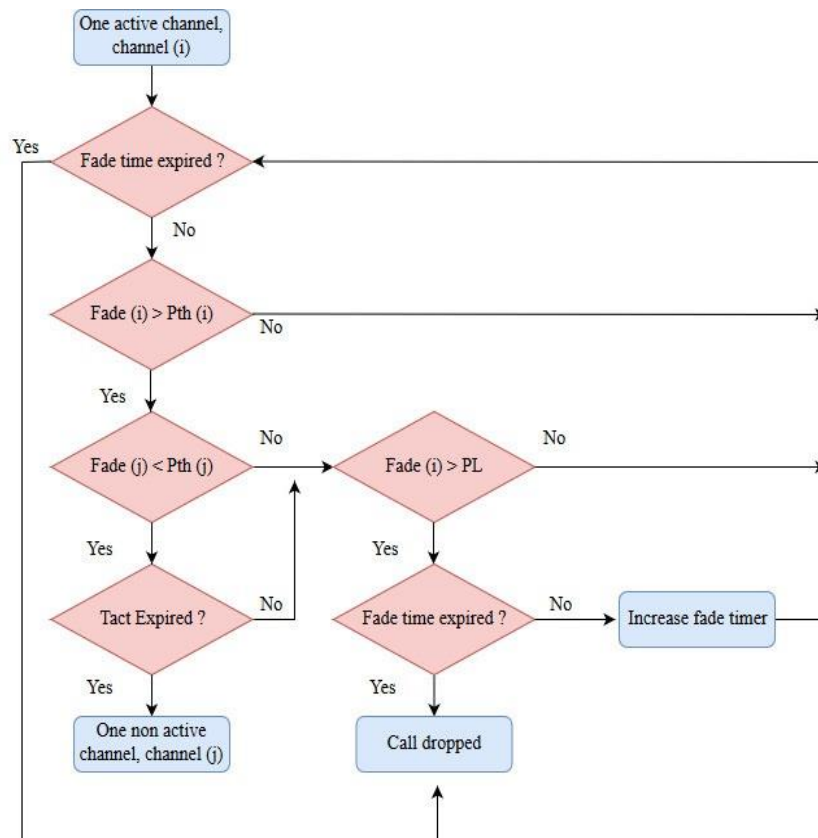 One active channel,
channel (i)
Yes
Fade time expired ?
No
Fade (i) > Pth (i)
No
Yes
Fade (j) < Pth (j)
No
Fade (i) > PL
No
Yes
Yes
Tact Expired ?
No
Fade time expired ?
No
Increase fade timer
Yes
Yes
One non active
channel, channel (j)
Call dropped